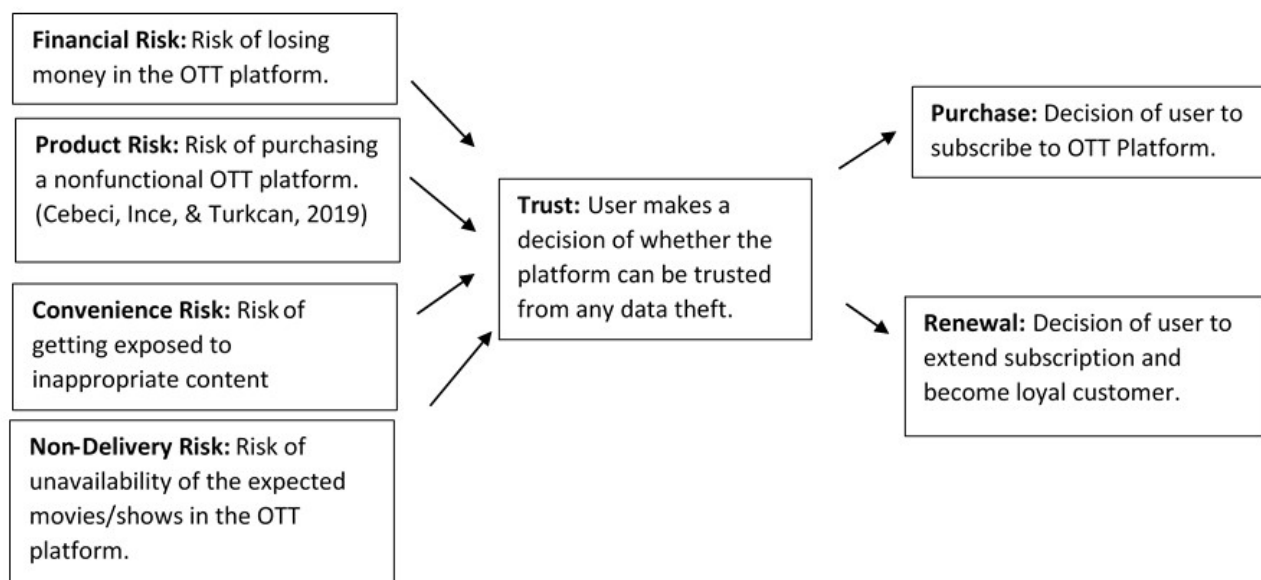 Financial Risk: Risk of losing
money in the OTT platform.
Product Risk: Risk of purchasing
a nonfunctional OTT platform.
(Cebeci, Ince, & Turkcan, 2019)
Convenience Risk: Risk of
getting exposed to
inappropriate content
Non-Delivery Risk: Risk of
unavailability of the expected
movies/shows in the OTT
platform.
Trust: User makes a
decision of whether the
platform can be trusted
from any data theft.
Purchase: Decision of user to
subscribe to OTT Platform.
Renewal: Decision of user to
extend subscription and
become loyal customer.